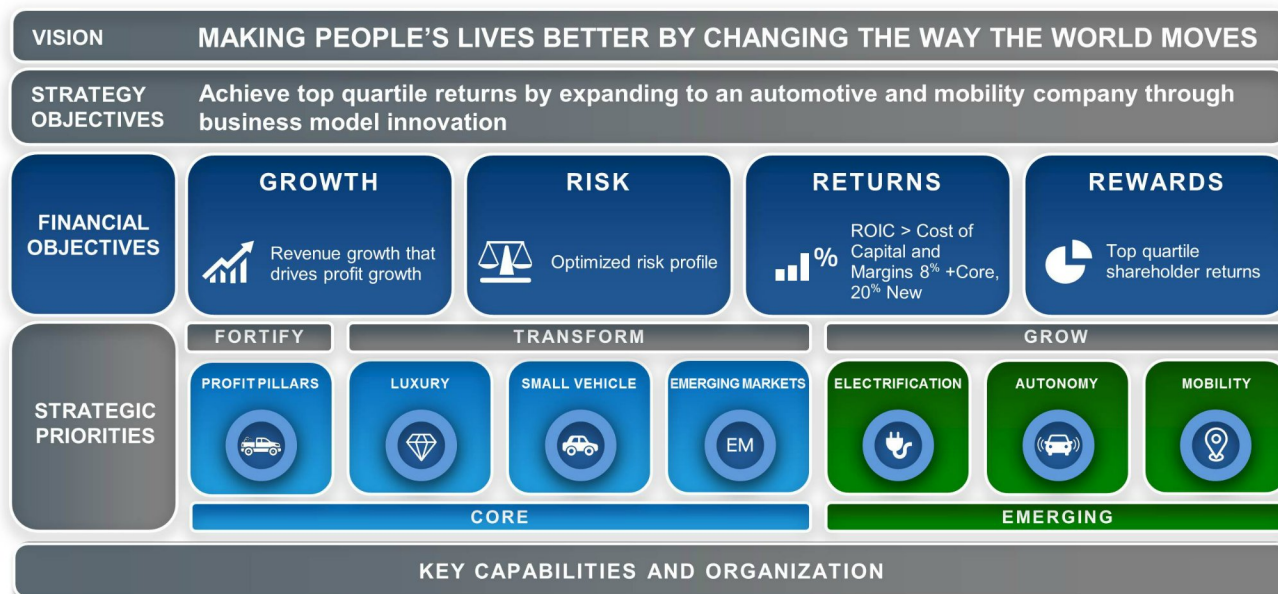 VISION
MAKING PEOPLE'S LIVES BETTER BY CHANGING THE WAY THE WORLD MOVES
STRATEGY
OBJECTIVES
Achieve top quartile returns by expanding to an automotive and mobility company through
business model innovation
FINANCIAL
OBJECTIVES
GROWTH
Revenue growth that
drives profit growth
RISK
Optimized risk profile
RETURNS
%
ROIC > Cost of
Capital and
Margins 8% +Core,
20% New
REWARDS
Top quartile
shareholder returns
STRATEGIC
PRIORITIES
FORTIFY
TRANSFORM
GROW
PROFIT PILLARS
LUXURY
SMALL VEHICLE
EMERGING MARKETS
EM
ELECTRIFICATION
AUTONOMY
MOBILITY
CORE
EMERGING
KEY CAPABILITIES AND ORGANIZATION